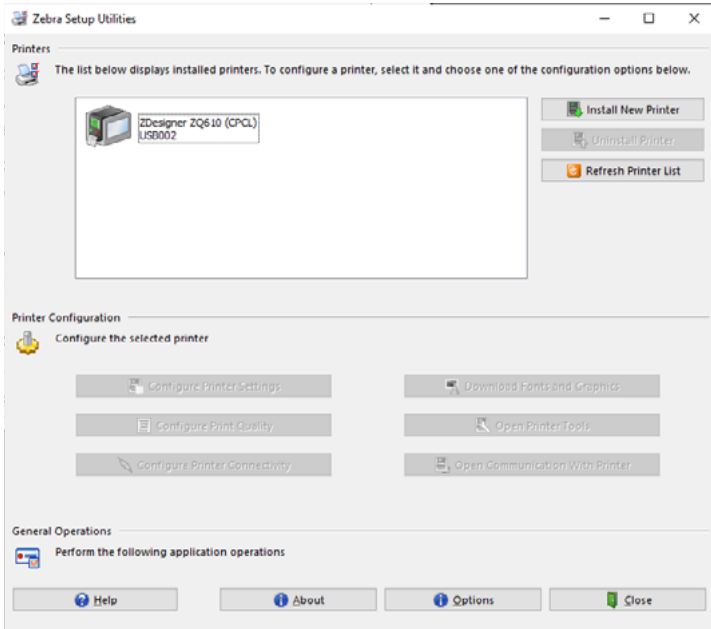 Zebra Setup Utilities
Printers
The list below displays installed printers. To configure a printer, select it and choose one of the configuration options below.
ZDesigner ZQ610 (CPCL)
USB002
Install New Printer
Uninstall Printer
Refresh Printer List
Printer Configuration
Configure the selected printer
Configure Printer Settings
Download Fonts and Graphics
Configure Print Quality
Open Printer Tools
Configure Printer Connectivity
Open Communication With Printer
General Operations
Perform the following application operations
Help
About
Options
Close